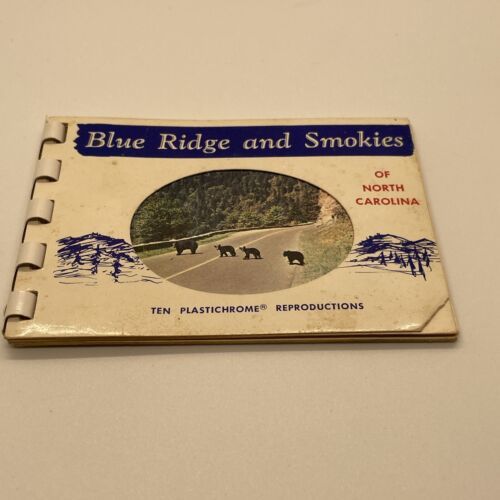 Blue Ridge and Smokies
OF
NORTH
CAROLINA
TEN PLASTICHROME® REPRODUCTIONS